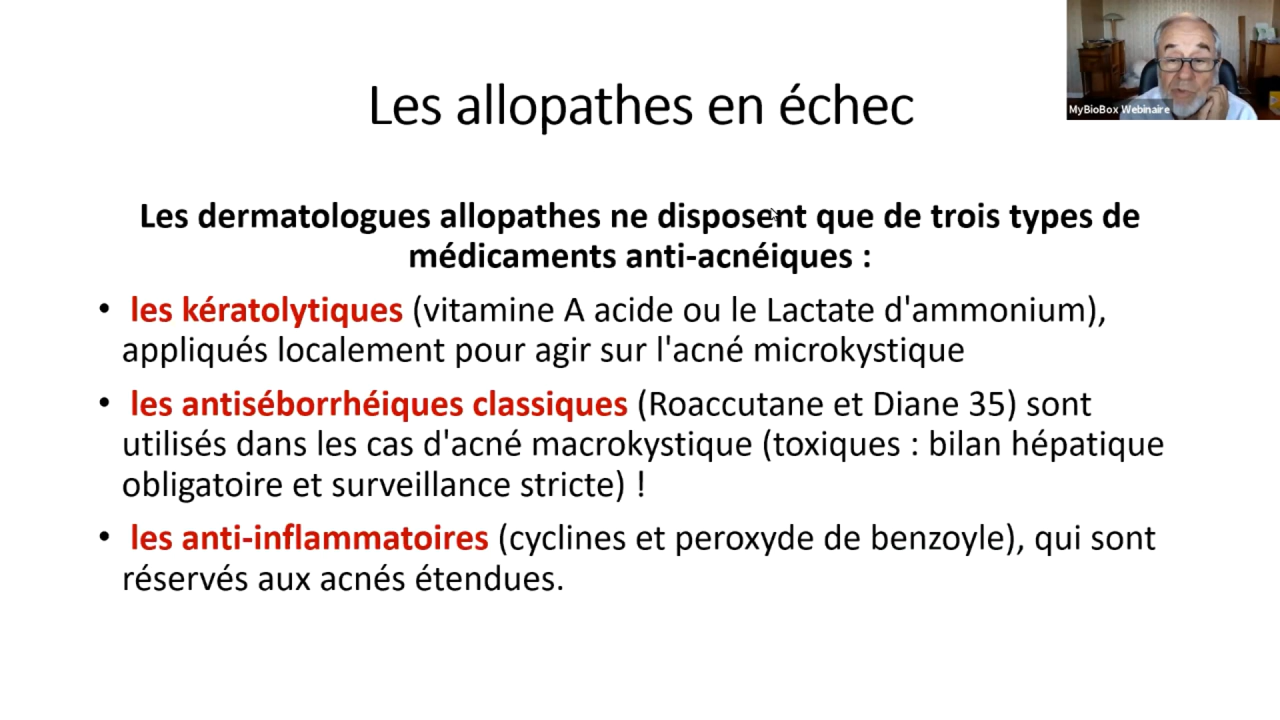 Les allopathes en échec
MyBioBox Webinaire
Les dermatologues allopathes ne disposent que de trois types de
médicaments anti-acnéiques :
• les kératolytiques (vitamine A acide ou le Lactate d'ammonium),
appliqués localement pour agir sur l'acné microkystique
• les antiséborrhéiques classiques (Roaccutane et Diane 35) sont
utilisés dans les cas d'acné macrokystique (toxiques : bilan hépatique
obligatoire et surveillance stricte) !
• les anti-inflammatoires (cyclines et peroxyde de benzoyle), qui sont
réservés aux acnés étendues.